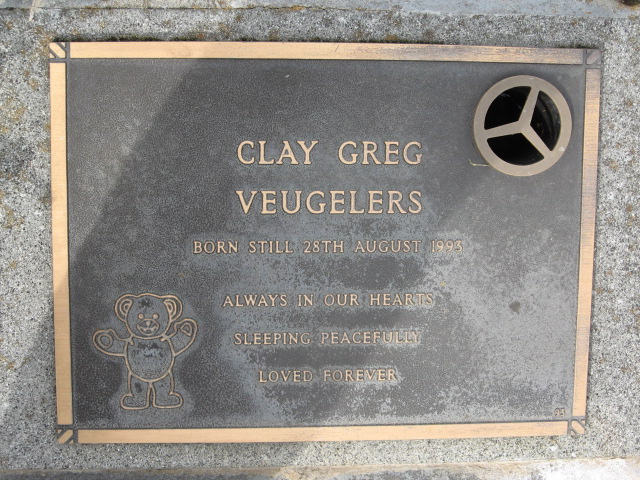 CLAY GREG
VEUGELERS
BORN STILL 28TH AUGUST 1993
ALWAYS IN OUR HEARTS
SLEEPING PEACEFULLY
LOVED FOREVER